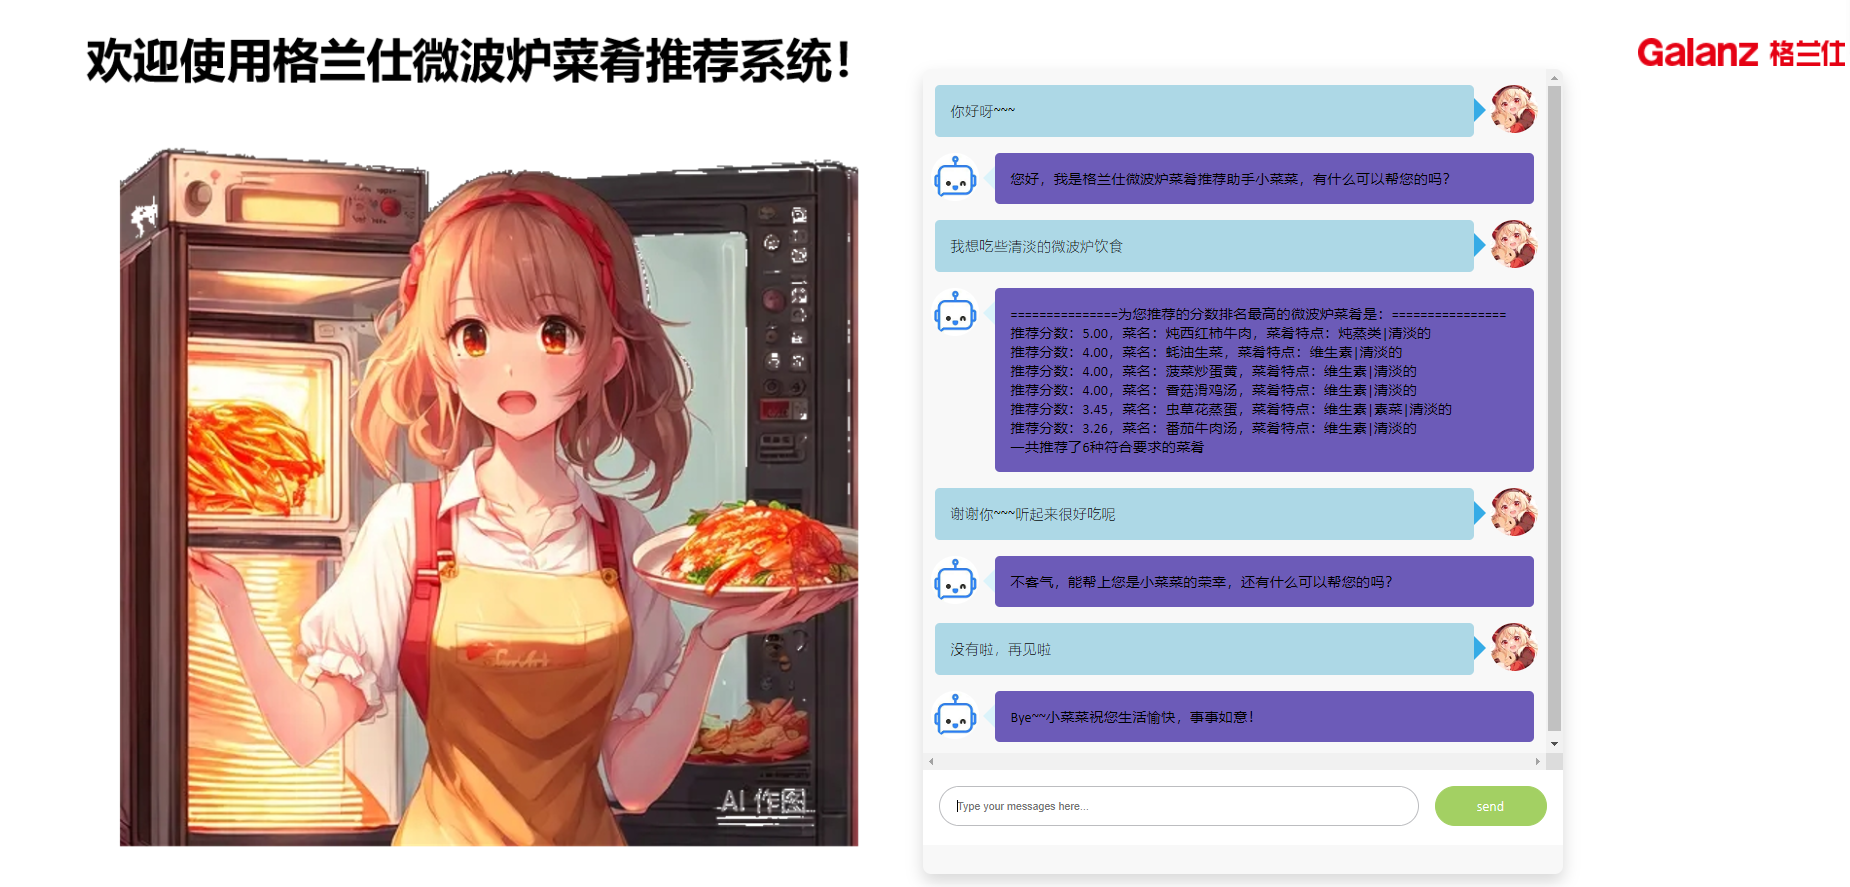 欢迎使用格兰仕微波炉菜肴推荐系统！
Galanz 格兰仕
你好呀~~~
您好，我是格兰仕微波炉菜肴推荐助手小菜菜，有什么可以帮您的吗？
我想吃些清淡的微波炉饮食
===============为您推荐的分数排名最高的微波炉菜肴是：================
推荐分数：5.00，菜名：炖西红柿牛肉，菜肴特点：炖蒸类|清淡的
推荐分数：4.00，菜名：蚝油生菜，菜肴特点：维生素|清淡的
推荐分数：4.00，菜名：菠菜炒蛋黄，菜肴特点：维生素|清淡的
推荐分数：4.00，菜名：香菇滑鸡汤，菜肴特点：维生素|清淡的
推荐分数：3.45，菜名：虫草花蒸蛋，菜肴特点：维生素|素菜|清淡的
推荐分数：3.26，菜名：番茄牛肉汤，菜肴特点：维生素|清淡的
一共推荐了6种符合要求的菜肴
谢谢你~~~听起来很好吃呢
不客气，能帮上您是小菜菜的荣幸，还有什么可以帮您的吗？
没有啦，再见啦
Bye~~小菜菜祝您生活愉快，事事如意！
Type your messages here...
send
AI 作图